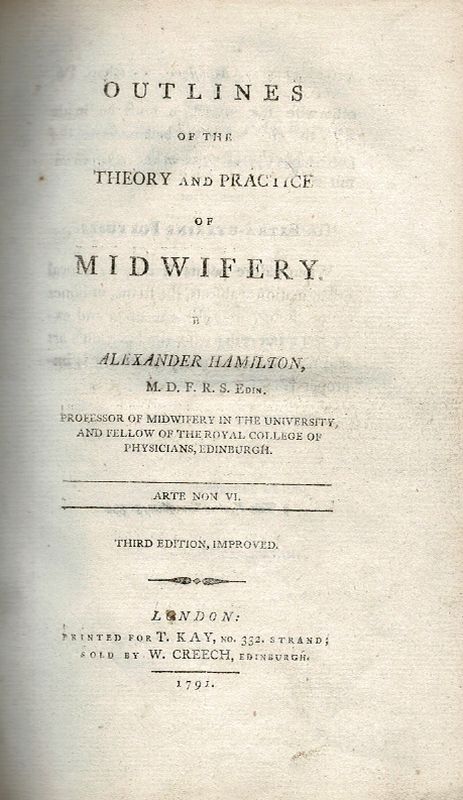 OUTLINES
OF THE
THEORY AND PRACTICE
OF
MIDWIFERY.
B
ALEXANDER HAMILTON,
M. D. F. R. S. EDIN.
PROFESSOR OF MIDWIFERY IN THE UNIVERSITY,
AND FELLOW OF THE ROYAL COLLEGE OF
PHYSICIANS, EDINBURGH.
ARTE NON VI.
THIRD EDITION, IMPROVED.
LONDON:
PRINTED FOR T. KAY, NO. 332. STRAND;
SOLD BY W. CREECH, EDINBURGH.
1791.